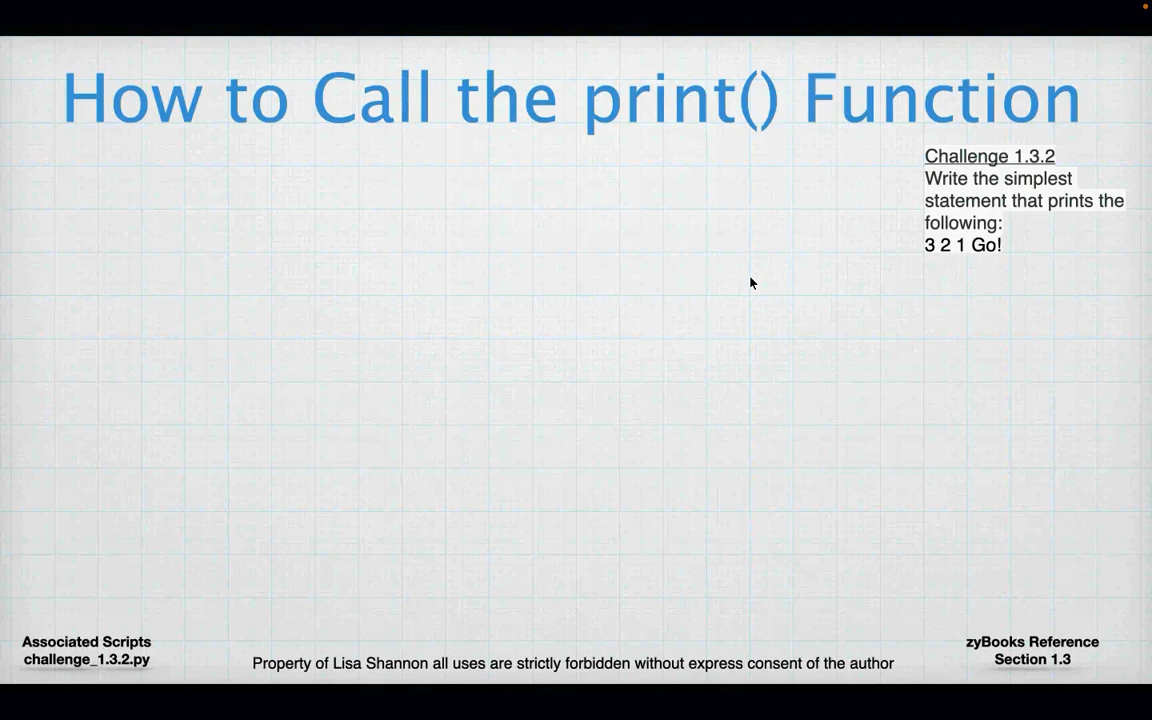 How to Call the print() Function
Challenge 1.3.2
Write the simplest
statement that prints the
following:
3 2 1 Go!
Associated Scripts
challenge_1.3.2.py
Property of Lisa Shannon all uses are strictly forbidden without express consent of the author
zyBooks Reference
Section 1.3